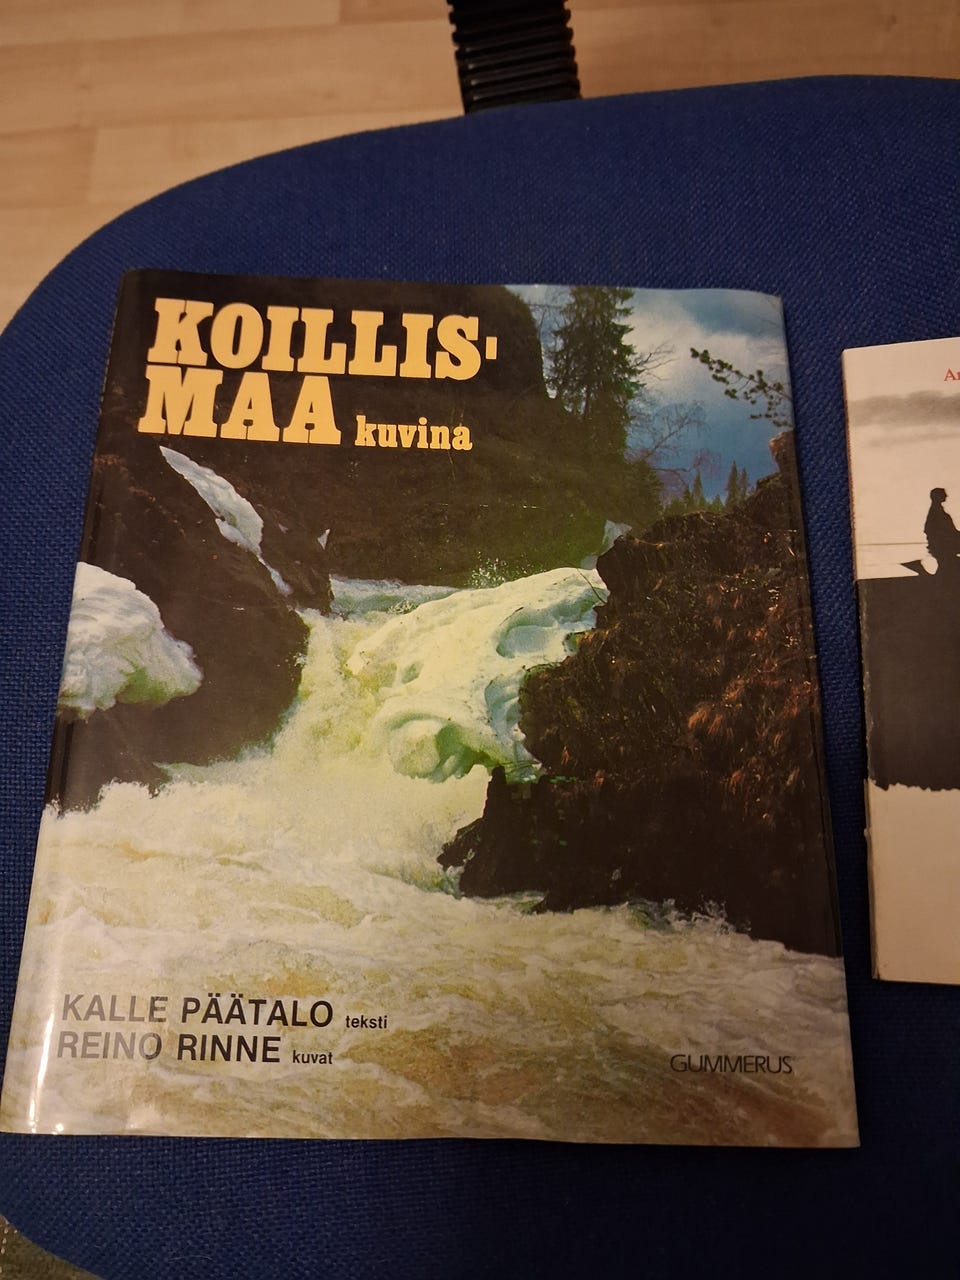 KOILLIS-
MAA kuvina
KALLE PÄÄTALO teksti
REINO RINNE kuvat
GUMMERUS